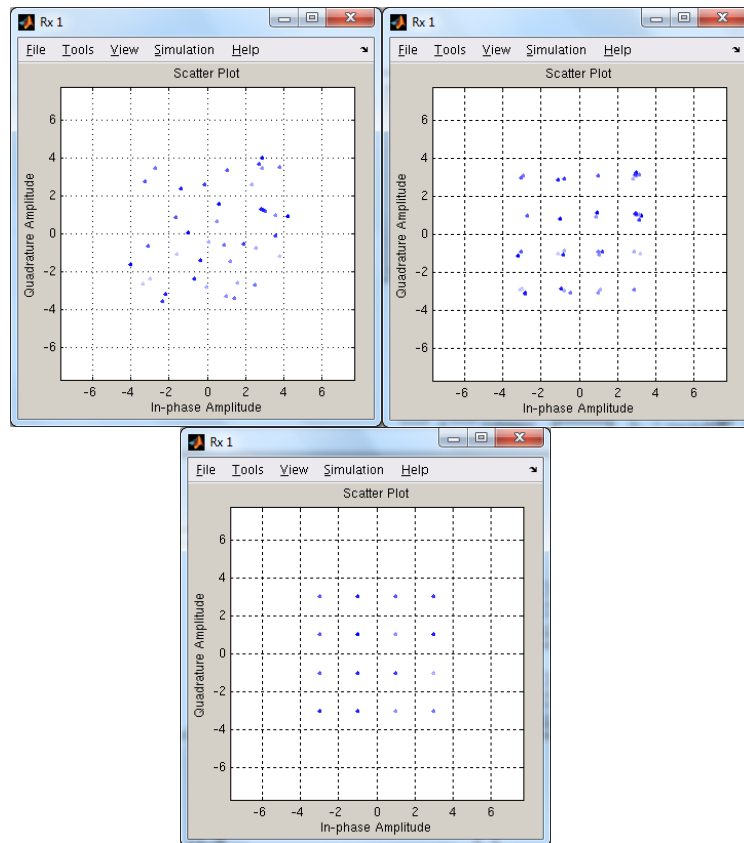 Rx 1
File Tools View Simulation Help
Scatter Plot
6
4
2
0
-2
-4
-6
Quadrature Amplitude
-6 -4 -2 0 2 4 6
In-phase Amplitude
Rx 1
File Tools View Simulation Help
Scatter Plot
6
4
2
0
-2
-4
-6
Quadrature Amplitude
-6 -4 -2 0 2 4 6
In-phase Amplitude
Rx 1
File Tools View Simulation Help
Scatter Plot
6
4
2
0
-2
-4
-6
Quadrature Amplitude
-6 -4 -2 0 2 4 6
In-phase Amplitude